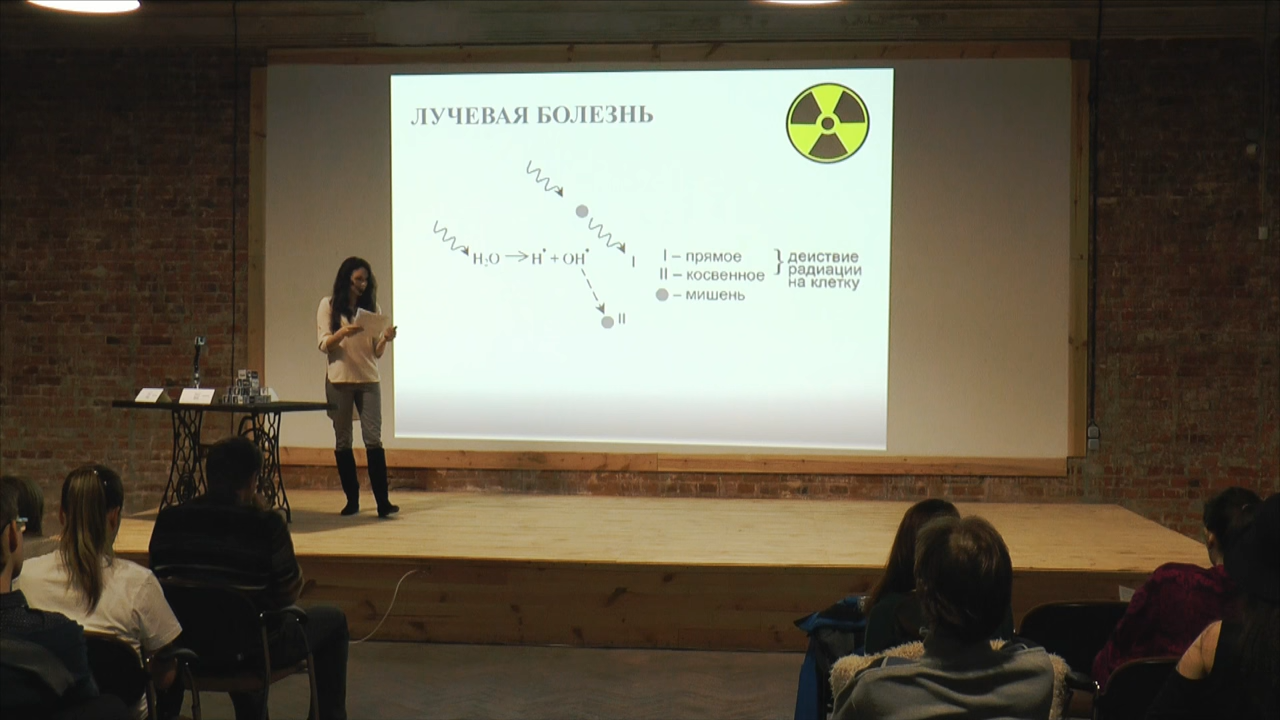 ЛУЧЕВАЯ БОЛЕЗНЬ
H₂O → H• + OH•
I
II
I – прямое
II – косвенное
– мишень
} действие
радиации
на клетку